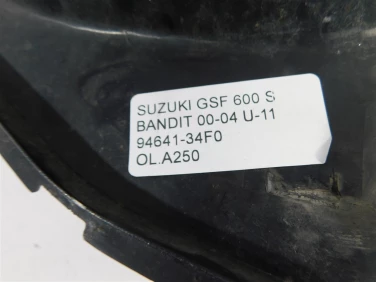 SUZUKI GSF 600 S
BANDIT 00-04 U-11
94641-34F0
OL.A250